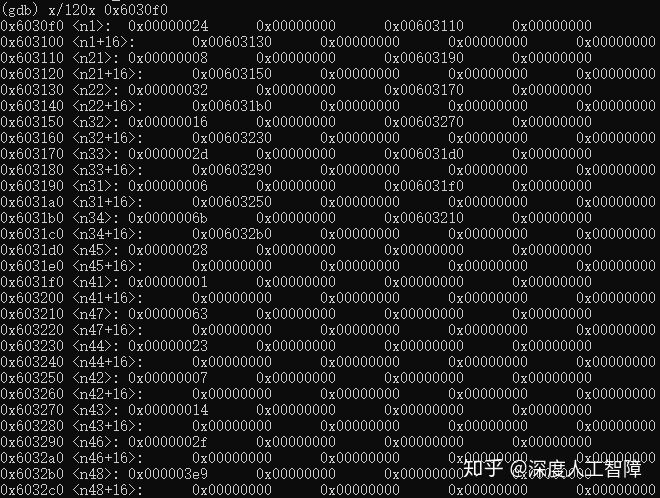 (gdb) x/120x 0x6030f0
0x6030f0 <n1>: 0x00000024 0x00000000 0x00603110 0x00000000
0x603100 <n1+16>: 0x00603130 0x00000000 0x00000000 0x00000000
0x603110 <n21>: 0x00000008 0x00000000 0x00603190 0x00000000
0x603120 <n21+16>: 0x00603150 0x00000000 0x00000000 0x00000000
0x603130 <n22>: 0x00000032 0x00000000 0x00603170 0x00000000
0x603140 <n22+16>: 0x006031b0 0x00000000 0x00000000 0x00000000
0x603150 <n32>: 0x00000016 0x00000000 0x00603270 0x00000000
0x603160 <n32+16>: 0x00603230 0x00000000 0x00000000 0x00000000
0x603170 <n33>: 0x0000002d 0x00000000 0x006031d0 0x00000000
0x603180 <n33+16>: 0x00603290 0x00000000 0x00000000 0x00000000
0x603190 <n31>: 0x00000006 0x00000000 0x006031f0 0x00000000
0x6031a0 <n31+16>: 0x00603250 0x00000000 0x00000000 0x00000000
0x6031b0 <n34>: 0x0000006b 0x00000000 0x00603210 0x00000000
0x6031c0 <n34+16>: 0x006032b0 0x00000000 0x00000000 0x00000000
0x6031d0 <n45>: 0x00000028 0x00000000 0x00000000 0x00000000
0x6031e0 <n45+16>: 0x00000000 0x00000000 0x00000000 0x00000000
0x6031f0 <n41>: 0x00000001 0x00000000 0x00000000 0x00000000
0x603200 <n41+16>: 0x00000000 0x00000000 0x00000000 0x00000000
0x603210 <n47>: 0x00000063 0x00000000 0x00000000 0x00000000
0x603220 <n47+16>: 0x00000000 0x00000000 0x00000000 0x00000000
0x603230 <n44>: 0x00000023 0x00000000 0x00000000 0x00000000
0x603240 <n44+16>: 0x00000000 0x00000000 0x00000000 0x00000000
0x603250 <n42>: 0x00000007 0x00000000 0x00000000 0x00000000
0x603260 <n42+16>: 0x00000000 0x00000000 0x00000000 0x00000000
0x603270 <n43>: 0x00000014 0x00000000 0x00000000 0x00000000
0x603280 <n43+16>: 0x00000000 0x00000000 0x00000000 0x00000000
0x603290 <n46>: 0x0000002f 0x00000000 0x00000000 0x00000000
0x6032a0 <n46+16>: 0x00000000 0x00000000 0x00000000 0x00000000
0x6032b0 <n48>: 0x000003e9 0x00000000 0x00000000 0x00000000
0x6032c0 <n48+16>: 0x00000000 0x00000000 0x00000000 0x00000000
知乎 @深度人工智障